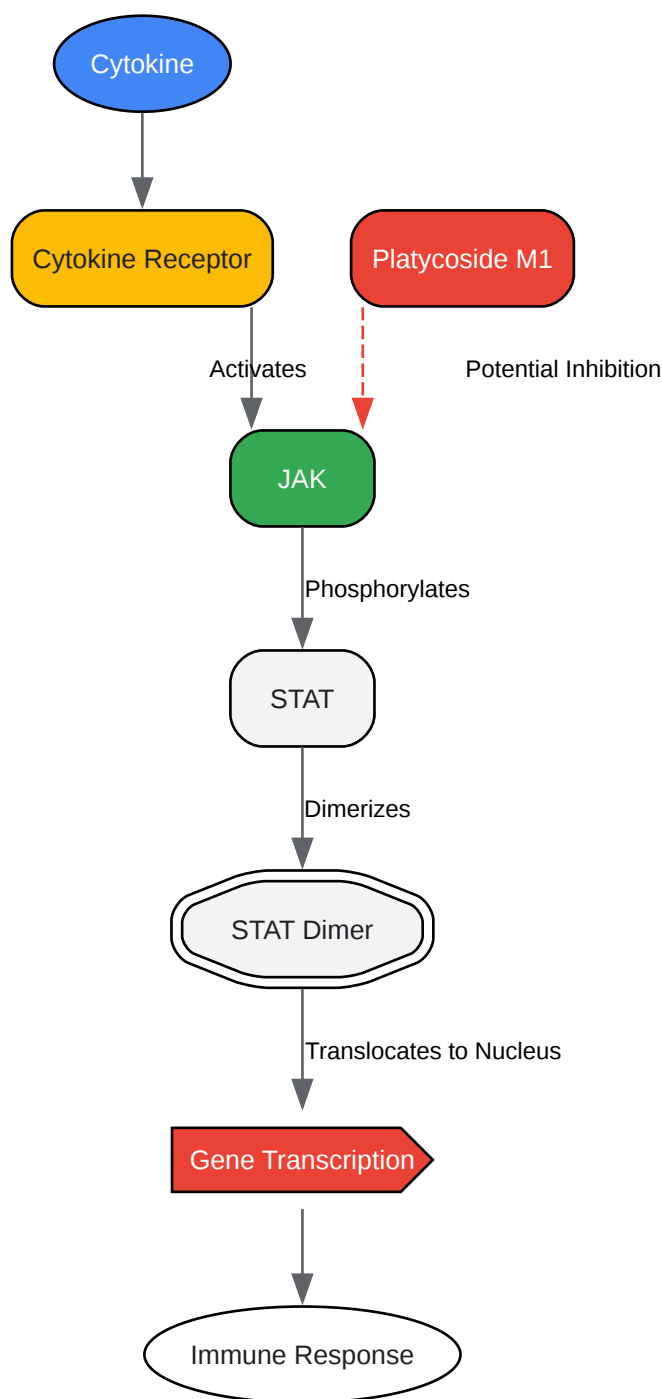 Cytokine
Cytokine Receptor
Platycoside M1
Activates
Potential Inhibition
JAK
Phosphorylates
STAT
Dimerizes
STAT Dimer
Translocates to Nucleus
Gene Transcription
Immune Response